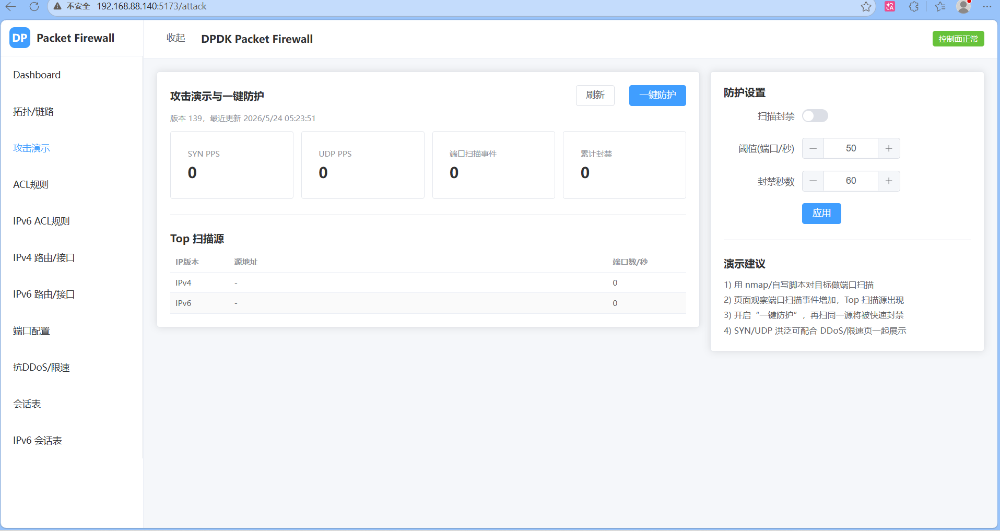 不安全 192.168.88.140:5173/attack
DP Packet Firewall
收起 DPDK Packet Firewall
控制面正常
Dashboard
拓扑/链路
攻击演示
ACL规则
IPv6 ACL规则
IPv4 路由/接口
IPv6 路由/接口
端口配置
抗DDoS/限速
会话表
IPv6 会话表
攻击演示与一键防护
刷新
一键防护
版本 139，最近更新 2026/5/24 05:23:51
SYN PPS
0
UDP PPS
0
端口扫描事件
0
累计封禁
0
Top 扫描源
IP版本 源地址 端口数/秒
IPv4 - 0
IPv6 - 0
防护设置
扫描封禁
阈值(端口/秒) 50
封禁秒数 60
应用
演示建议
1) 用 nmap/自写脚本对目标做端口扫描
2) 页面观察端口扫描事件增加，Top 扫描源出现
3) 开启“一键防护”，再扫同一源将被快速封禁
4) SYN/UDP 洪泛可配合 DDoS/限速页一起展示